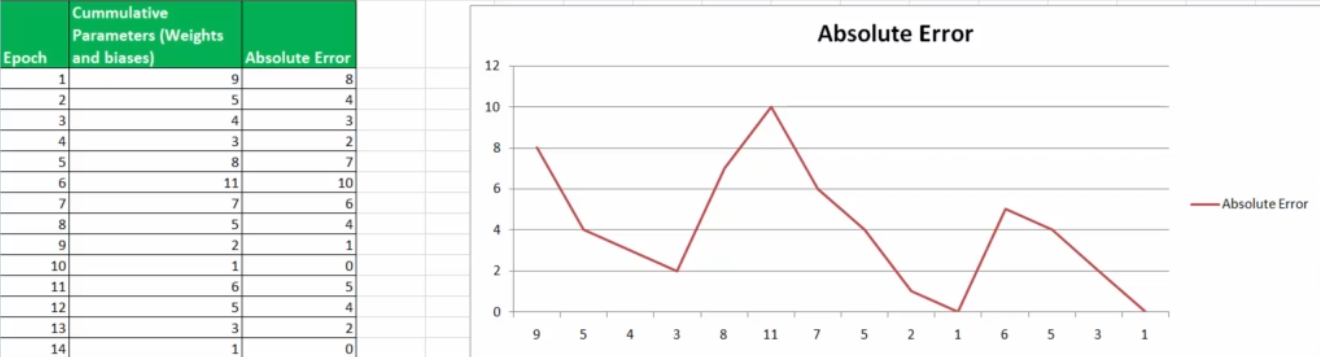 Epoch Cummulative Parameters (Weights and biases) Absolute Error
1 9 8
2 5 4
3 4 3
4 3 2
5 8 7
6 11 10
7 7 6
8 5 4
9 2 1
10 1 0
11 6 5
12 5 4
13 3 2
14 1 0
Absolute Error
12
10
8
6
4
2
0
9 5 4 3 8 11 7 5 2 1 6 5 3 1
Absolute Error